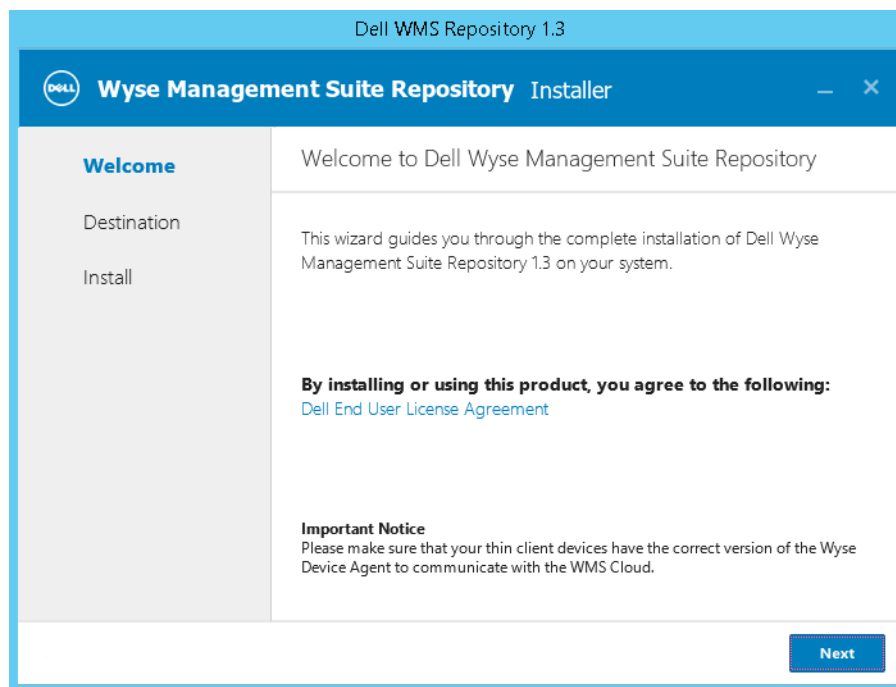 Dell WMS Repository 1.3
DELL Wyse Management Suite Repository Installer
Welcome
Destination
Install
Welcome to Dell Wyse Management Suite Repository
This wizard guides you through the complete installation of Dell Wyse
Management Suite Repository 1.3 on your system.
By installing or using this product, you agree to the following:
Dell End User License Agreement
Important Notice
Please make sure that your thin client devices have the correct version of the Wyse
Device Agent to communicate with the WMS Cloud.
Next